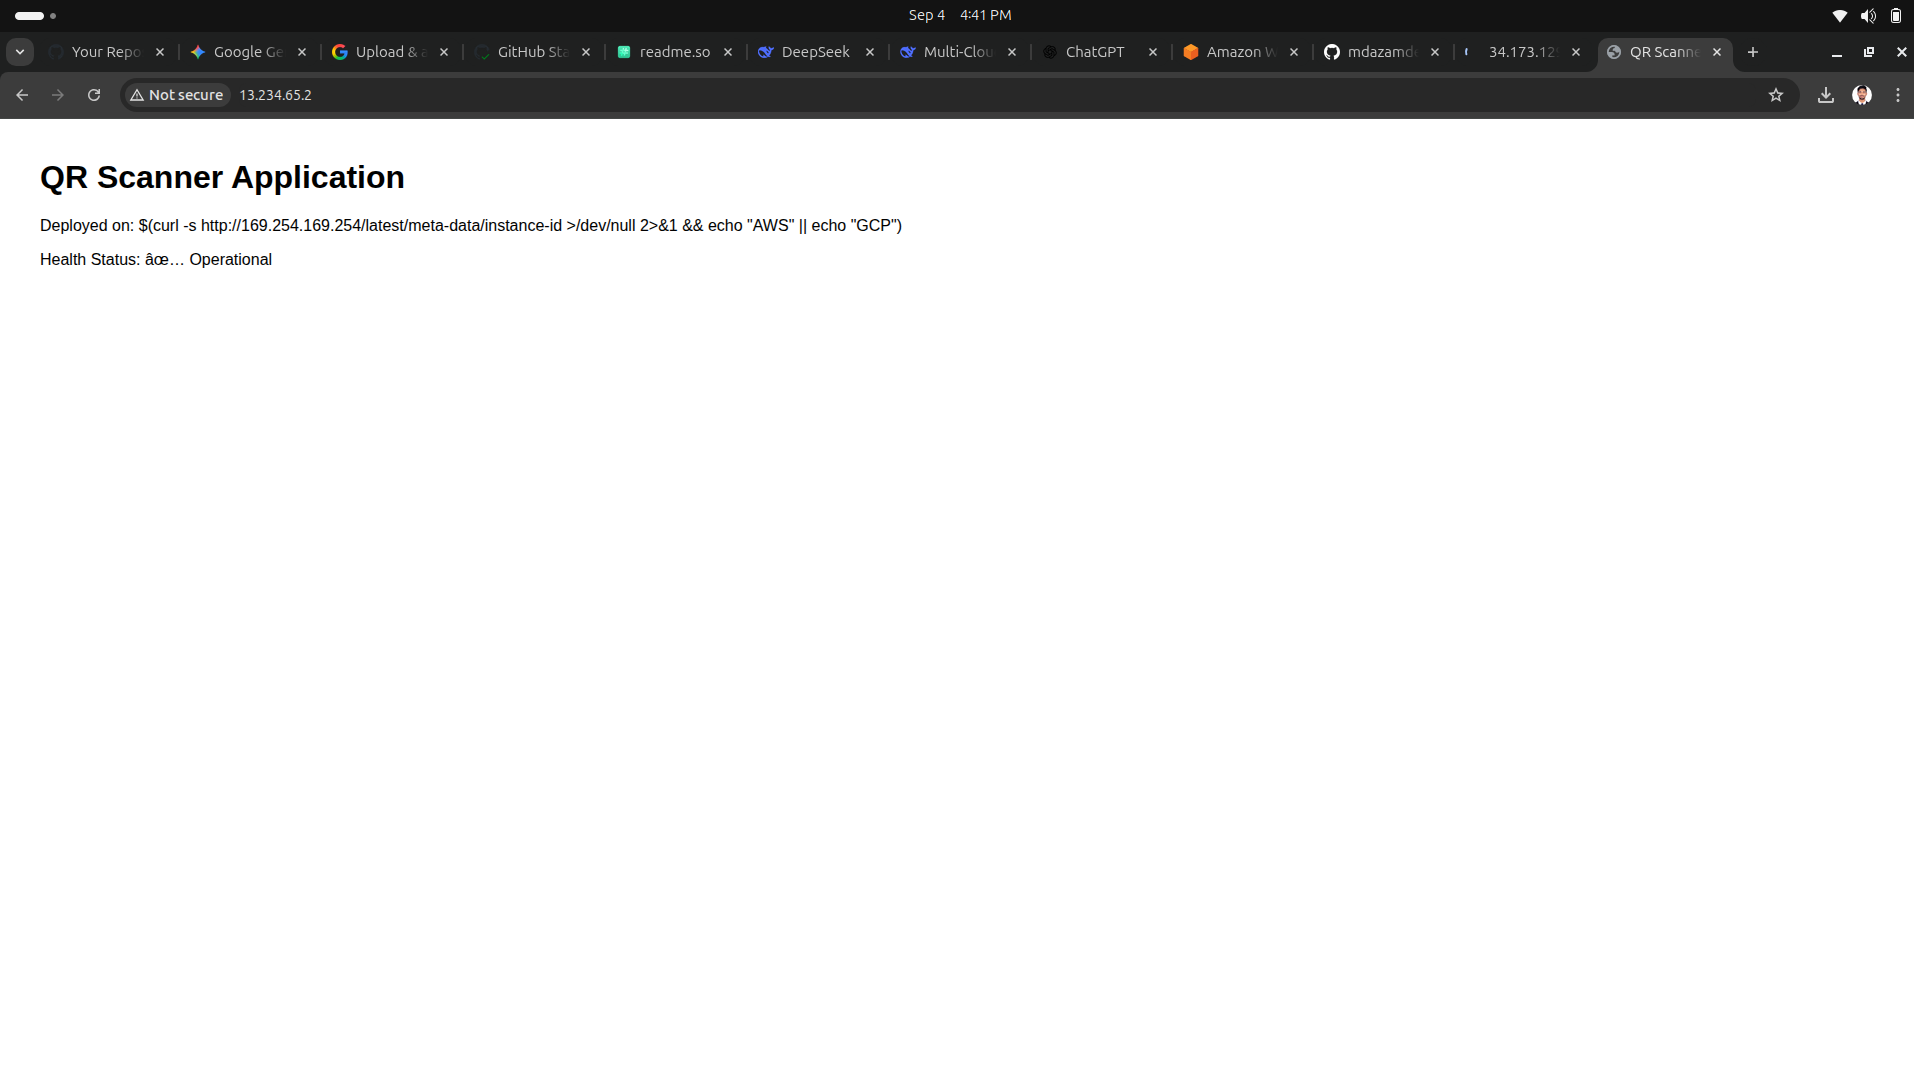 Sep 4 4:41 PM
Your Repo
Google Ge
Upload & a
GitHub Sta
readme.so
DeepSeek
Multi-Clou
ChatGPT
Amazon W
mdazamde
34.173.125
QR Scanne
Not secure
13.234.65.2
QR Scanner Application
Deployed on: $(curl -s http://169.254.169.254/latest/meta-data/instance-id >/dev/null 2>&1 && echo "AWS" || echo "GCP")
Health Status: âœ… Operational